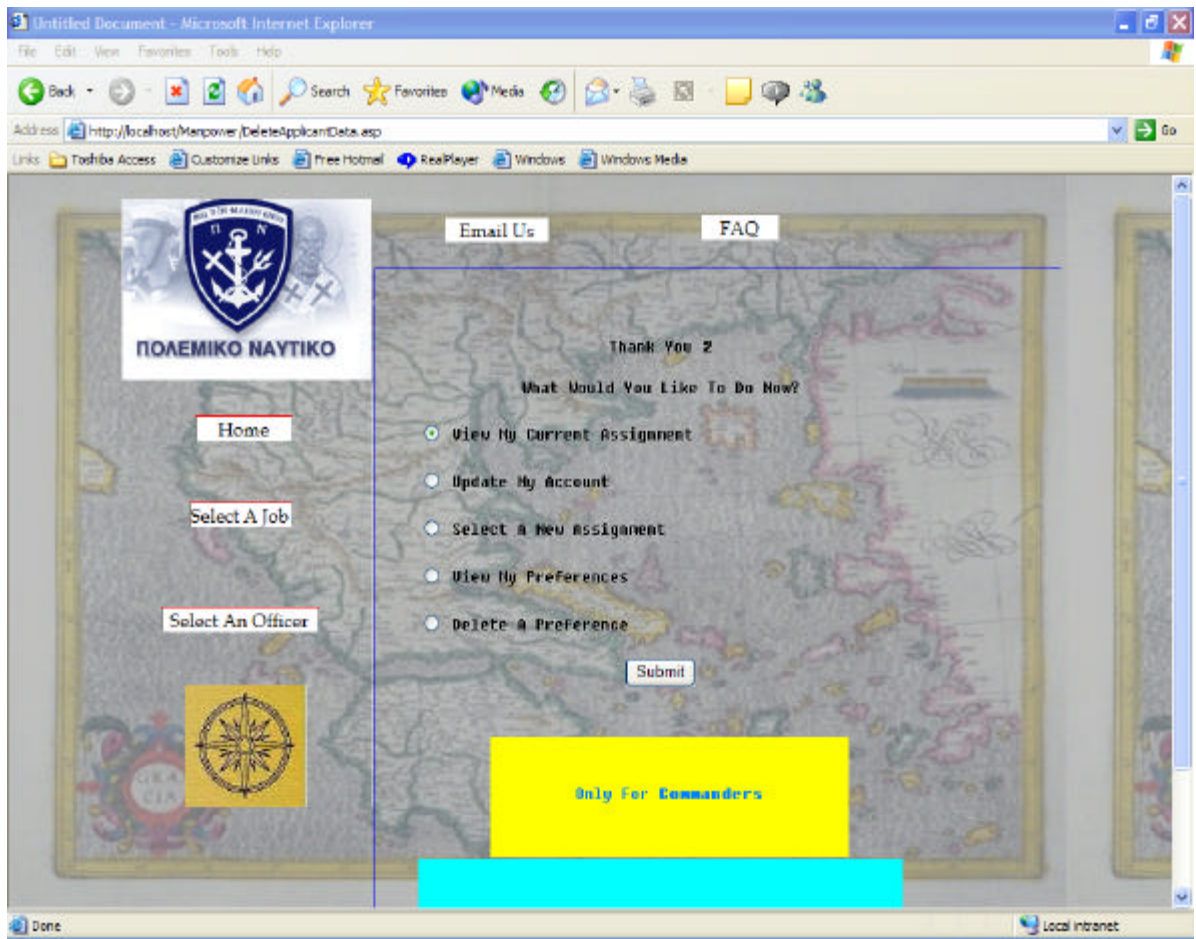 Untitled Document - Microsoft Internet Explorer
File Edit View Favorites Tools Help
Back Search Favorites Media
Address http://localhost/Manpower/DeleteApplicantData.asp Go
Links Toshiba Access Customize Links Free Hotmail RealPlayer Windows Windows Media
Π Ν
ΠΟΛΕΜΙΚΟ ΝΑΥΤΙΚΟ
Email Us FAQ
Thank You 2
What Would You Like To Do Now?
Home
View My Current Assignment
Update My Account
Select A Job
Select A New Assignment
View My Preferences
Select An Officer
Delete A Preference
Submit
GRAE
CIA
Only For Commanders
Done Local intranet